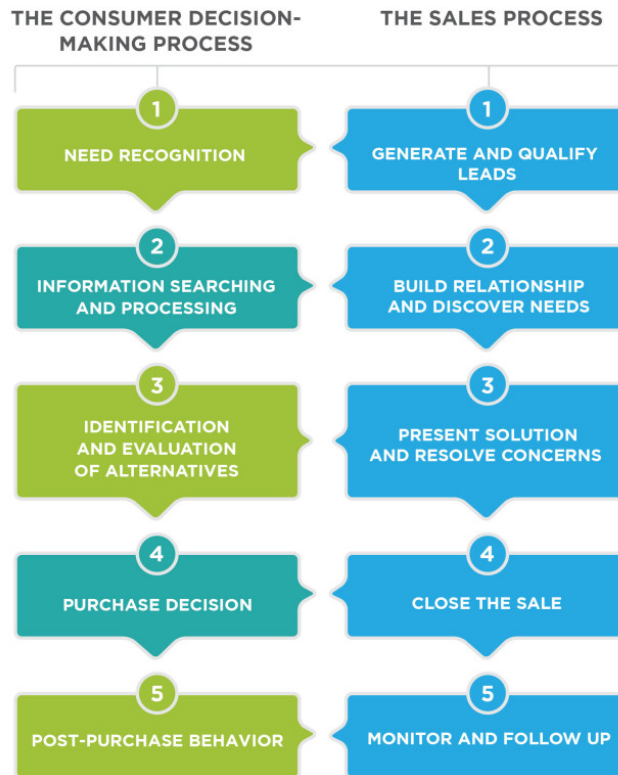 THE CONSUMER DECISION-
MAKING PROCESS
THE SALES PROCESS
1
NEED RECOGNITION
1
GENERATE AND QUALIFY
LEADS
2
INFORMATION SEARCHING
AND PROCESSING
2
BUILD RELATIONSHIP
AND DISCOVER NEEDS
3
IDENTIFICATION
AND EVALUATION
OF ALTERNATIVES
3
PRESENT SOLUTION
AND RESOLVE CONCERNS
4
PURCHASE DECISION
4
CLOSE THE SALE
5
POST-PURCHASE BEHAVIOR
5
MONITOR AND FOLLOW UP